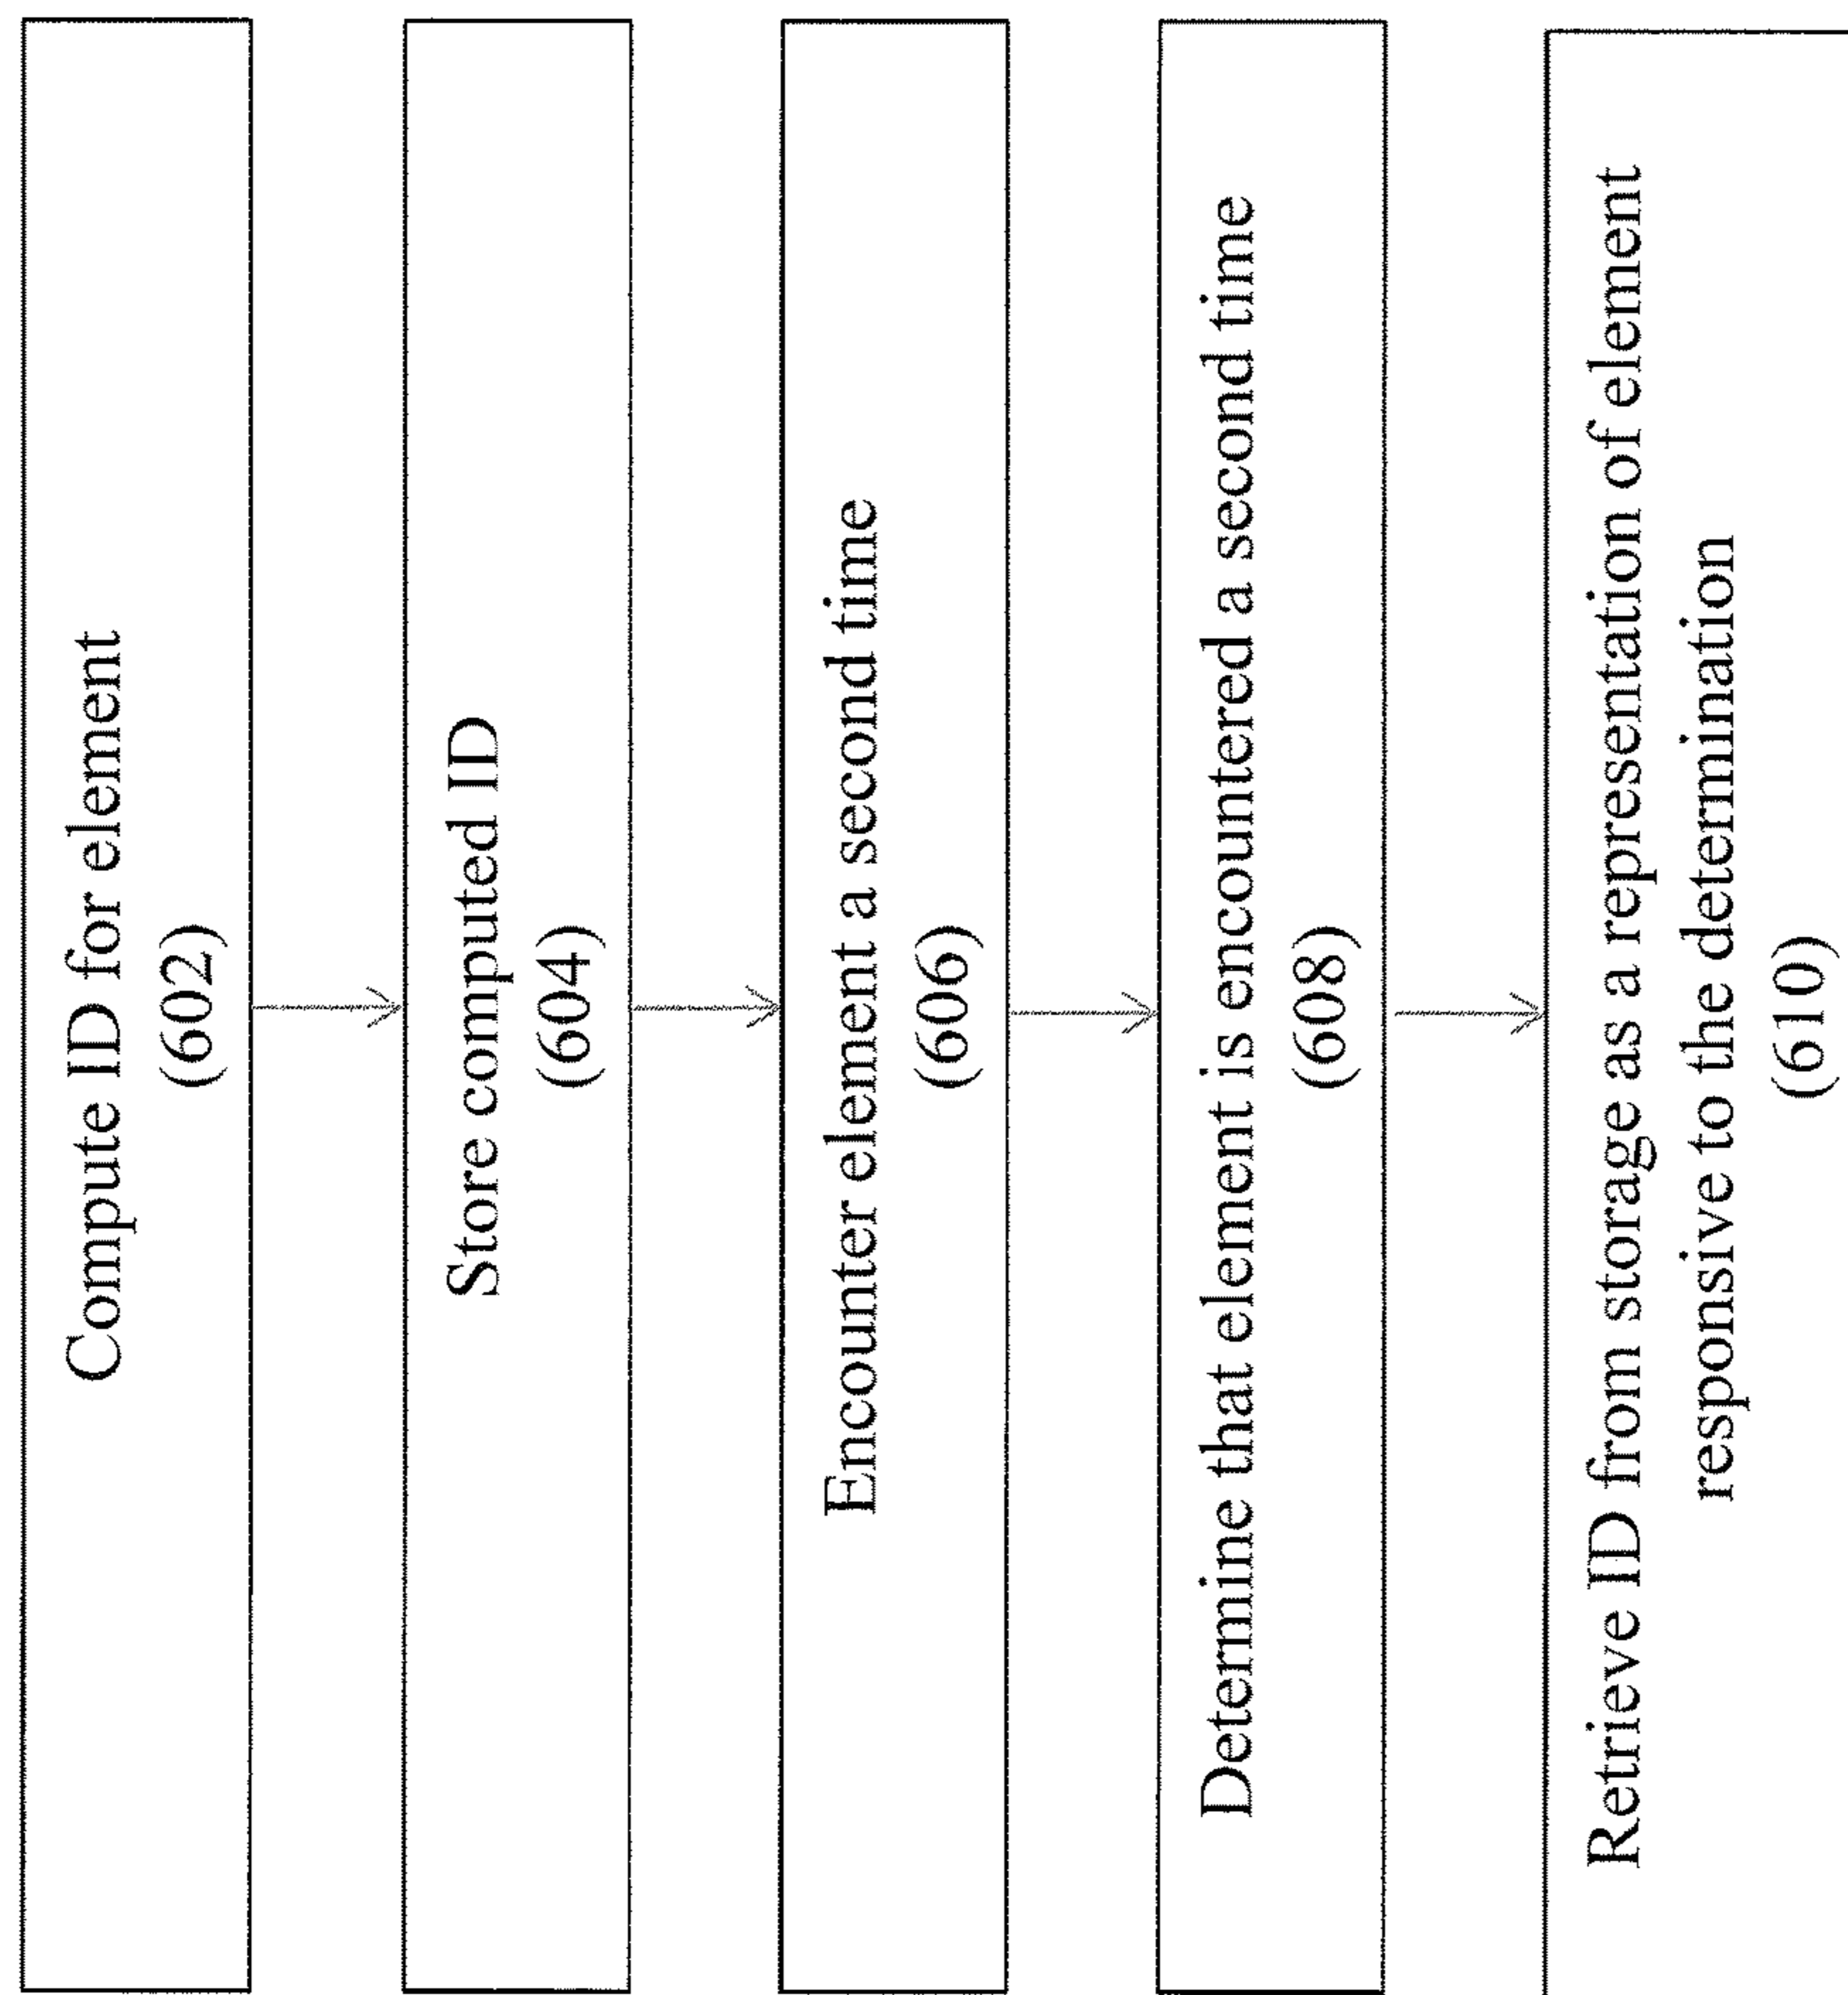 Compute ID for element
(602)
Store computed ID
(604)
Encounter element a second time
(606)
Determine that element is encountered a second time
(608)
Retrieve ID from storage as a representation of element
responsive to the determination
(610)